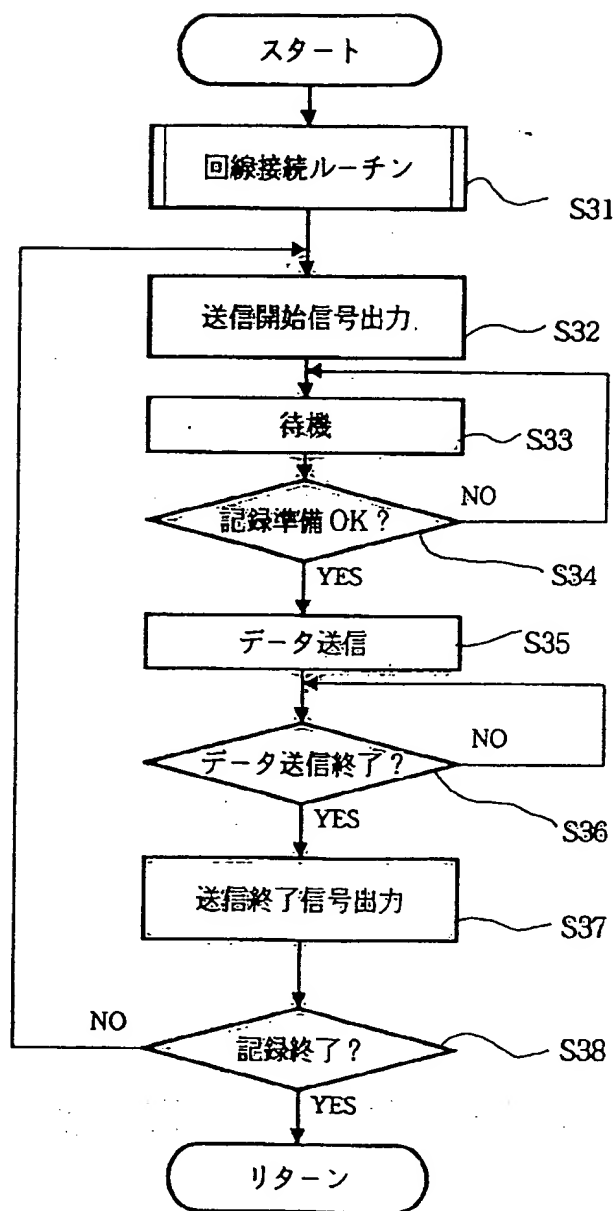 スタート
回線接続ルーチン
S31
送信開始信号出力
S32
待機
S33
記録準備OK?
NO
S34
YES
データ送信
S35
データ送信終了?
NO
S36
YES
送信終了信号出力
S37
NO
記録終了?
S38
YES
リターン